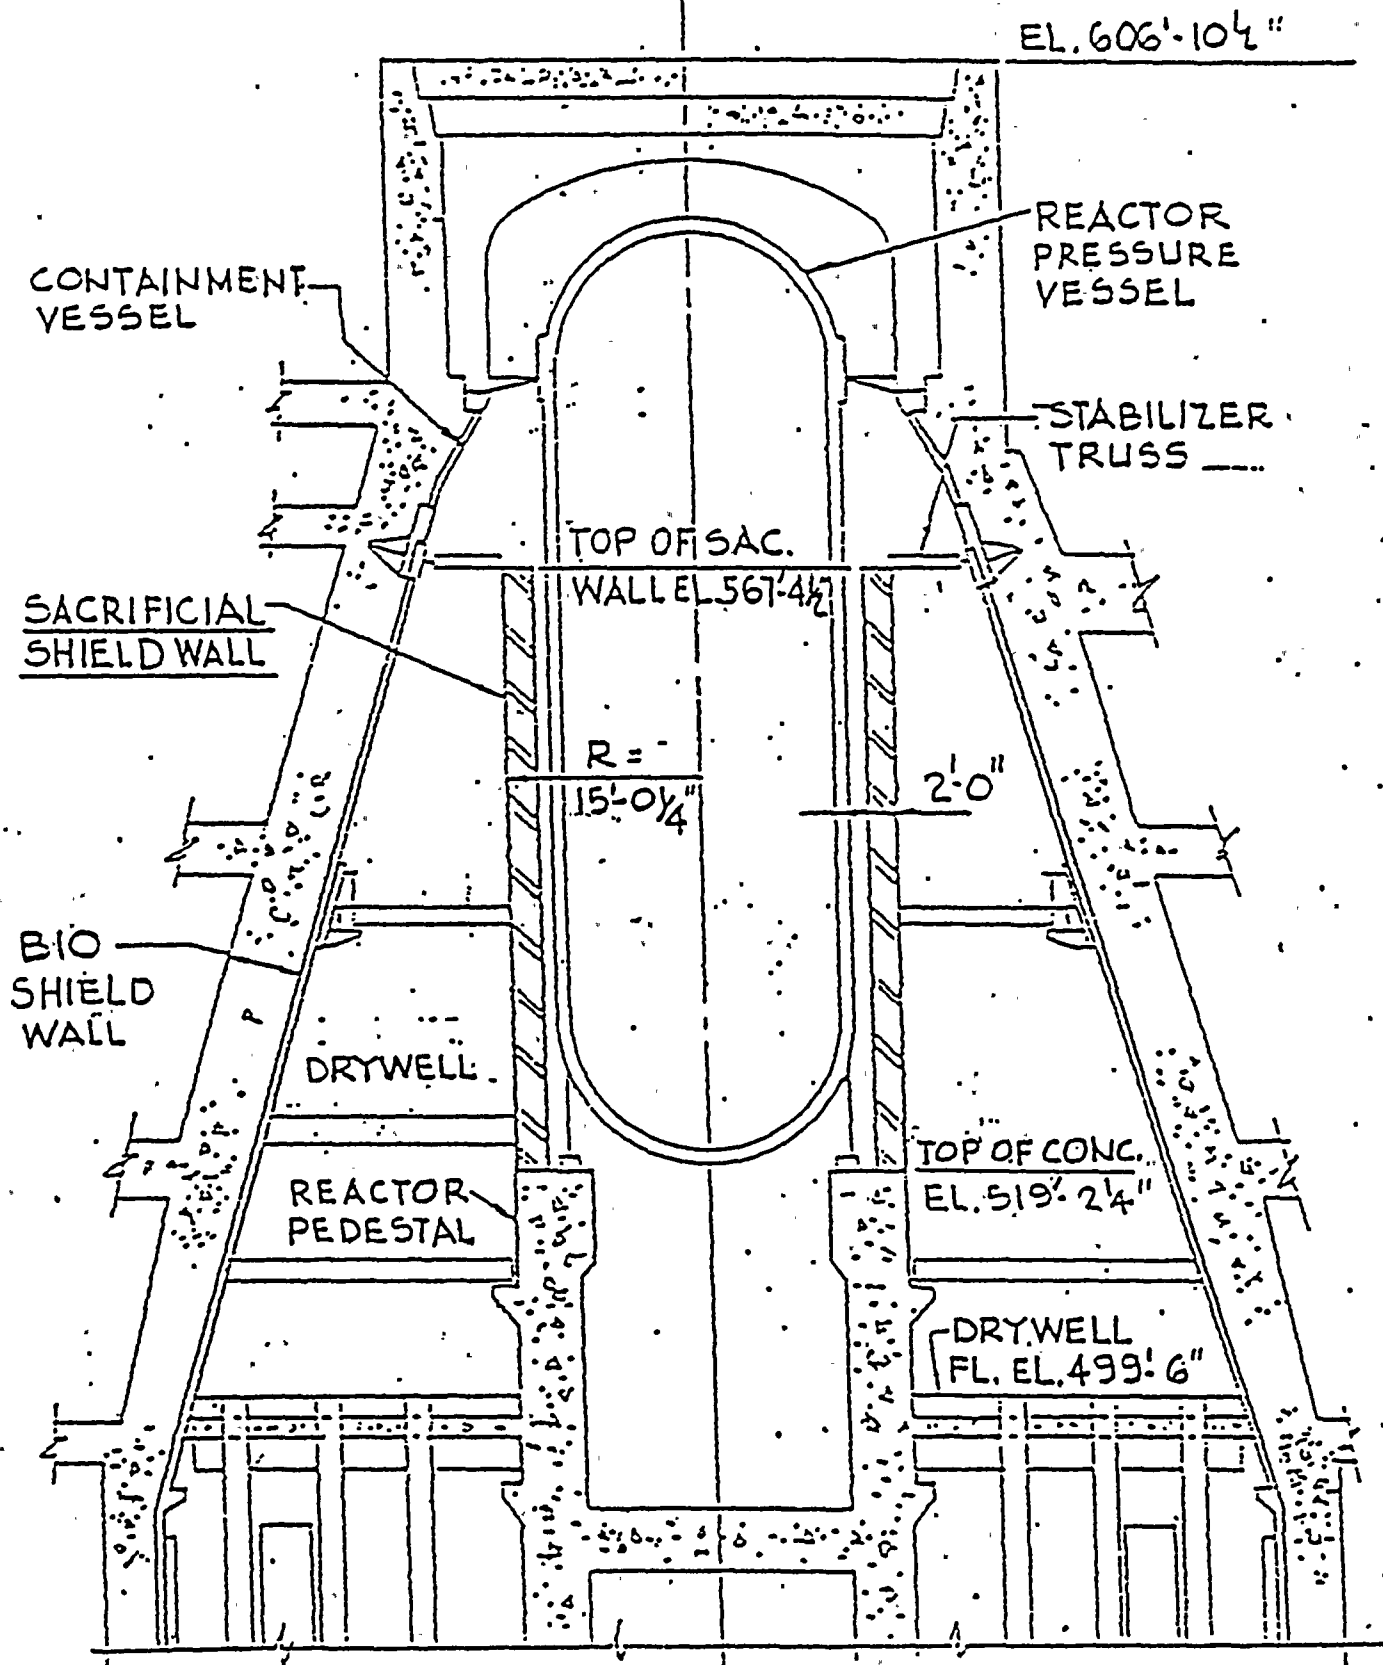 EL. 606'-10½"
REACTOR
PRESSURE
VESSEL
CONTAINMENT
VESSEL
STABILIZER
TRUSS
TOP OF SAC.
WALL EL. 567'-4½"
SACRIFICIAL
SHIELD WALL
R =
15'-0¼"
2'-0"
BIO
SHIELD
WALL
DRYWELL
TOP OF CONC.
EL. 519'-2¼"
REACTOR
PEDESTAL
DRYWELL
FL. EL. 499'-6"